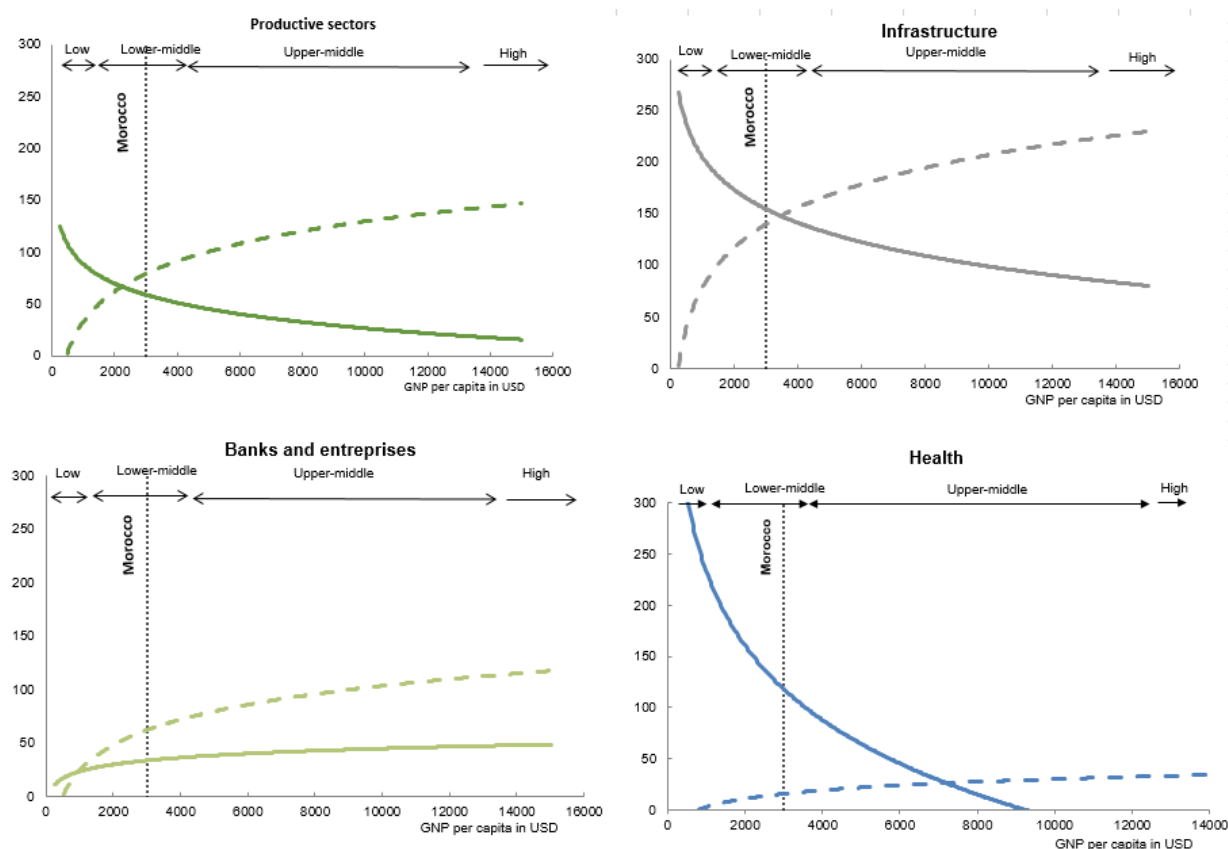 Productive sectors
300
Low
Lower-middle
Upper-middle
High
250
Morocco
200
150
100
50
0
0 2000 4000 6000 8000 10000 12000 14000 16000
GNP per capita in USD
Infrastructure
300
Low
Lower-middle
Upper-middle
High
250
Morocco
200
150
100
50
0
0 2000 4000 6000 8000 10000 12000 14000 16000
GNP per capita in USD
Banks and entreprises
300
Low
Lower-middle
Upper-middle
High
250
Morocco
200
150
100
50
0
0 2000 4000 6000 8000 10000 12000 14000 16000
GNP per capita in USD
Health
Low
Lower-middle
Upper-middle
High
300
250
Morocco
200
150
100
50
0
0 2000 4000 6000 8000 10000 12000 14000
GNP per capita in USD